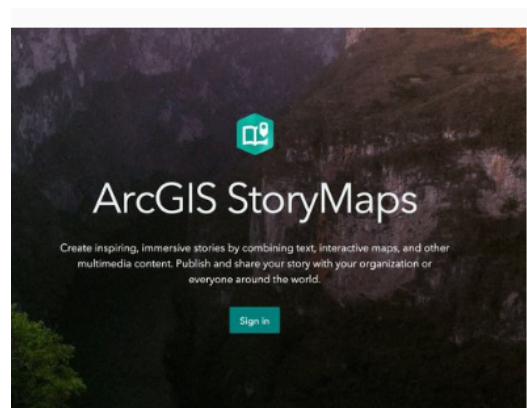 ArcGIS StoryMaps
Create inspiring, immersive stories by combining text, interactive maps, and other
multimedia content. Publish and share your story with your organization or
everyone around the world.
Sign in